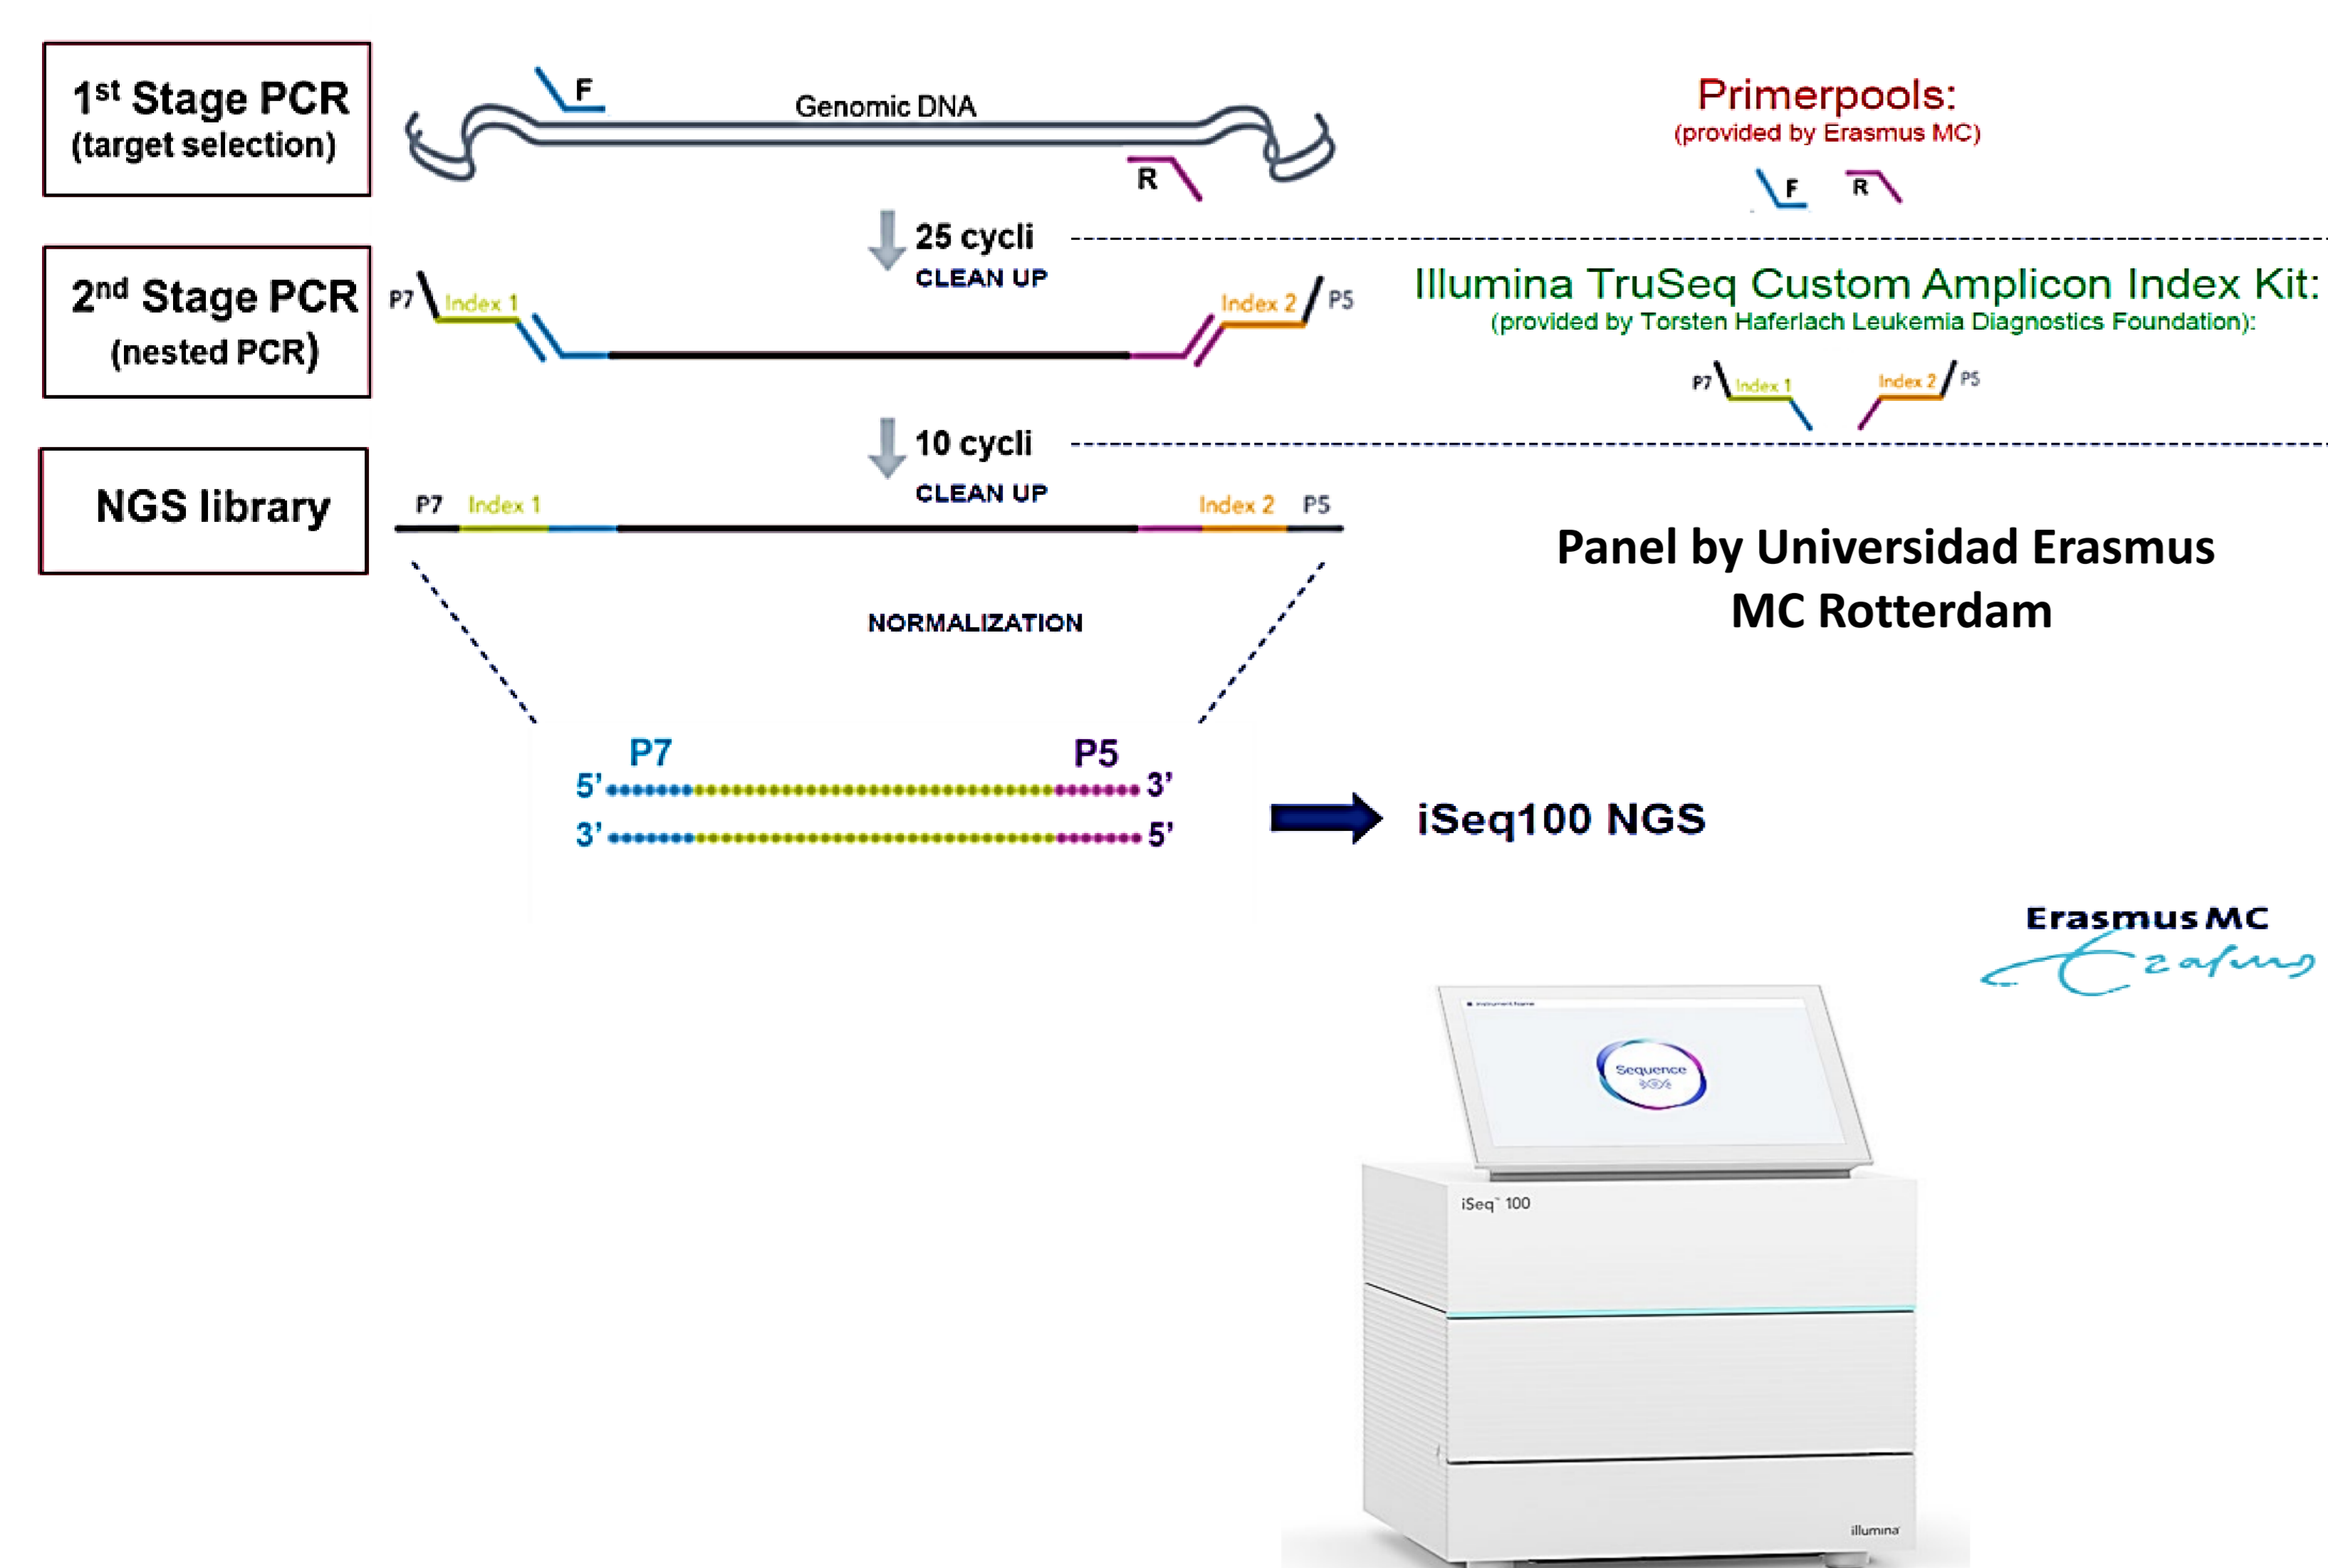 1st Stage PCR
(target selection)
F
Genomic DNA
R
Primerpools:
(provided by Erasmus MC)
F
R
25 cycli
CLEAN UP
2nd Stage PCR
(nested PCR)
P7
Index 1
Index 2
P5
Illumina TruSeq Custom Amplicon Index Kit:
(provided by Torsten Haferlach Leukemia Diagnostics Foundation):
P7
Index 1
Index 2
P5
10 cycli
CLEAN UP
NGS library
P7
Index 1
Index 2
P5
Panel by Universidad Erasmus
MC Rotterdam
NORMALIZATION
P7
P5
5’
3’
3’
5’
iSeq100 NGS
Erasmus MC
Erasmus
Instrument Name
Sequence
iSeq™ 100
illumina